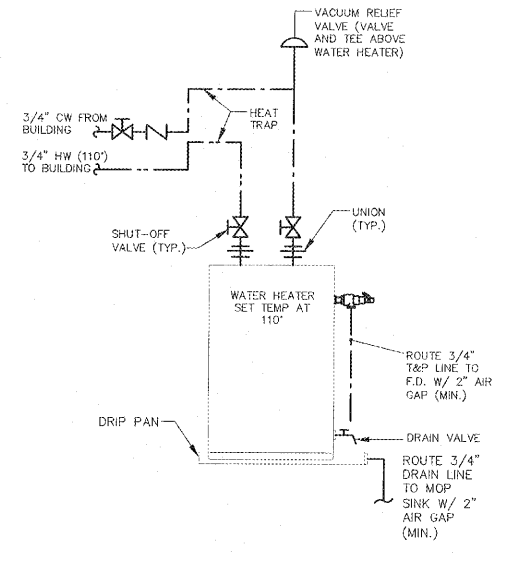 VACUUM RELIEF
VALVE (VALVE
AND TEE ABOVE
WATER HEATER)
3/4" CW FROM
BUILDING
HEAT
TRAP
3/4" HW (110°)
TO BUILDING
SHUT-OFF
VALVE (TYP.)
UNION
(TYP.)
WATER HEATER
SET TEMP AT
110°
ROUTE 3/4"
T&P LINE TO
F.D. W/ 2" AIR
GAP (MIN.)
DRIP PAN
DRAIN VALVE
ROUTE 3/4"
DRAIN LINE
TO MOP
SINK W/ 2"
AIR GAP
(MIN.)